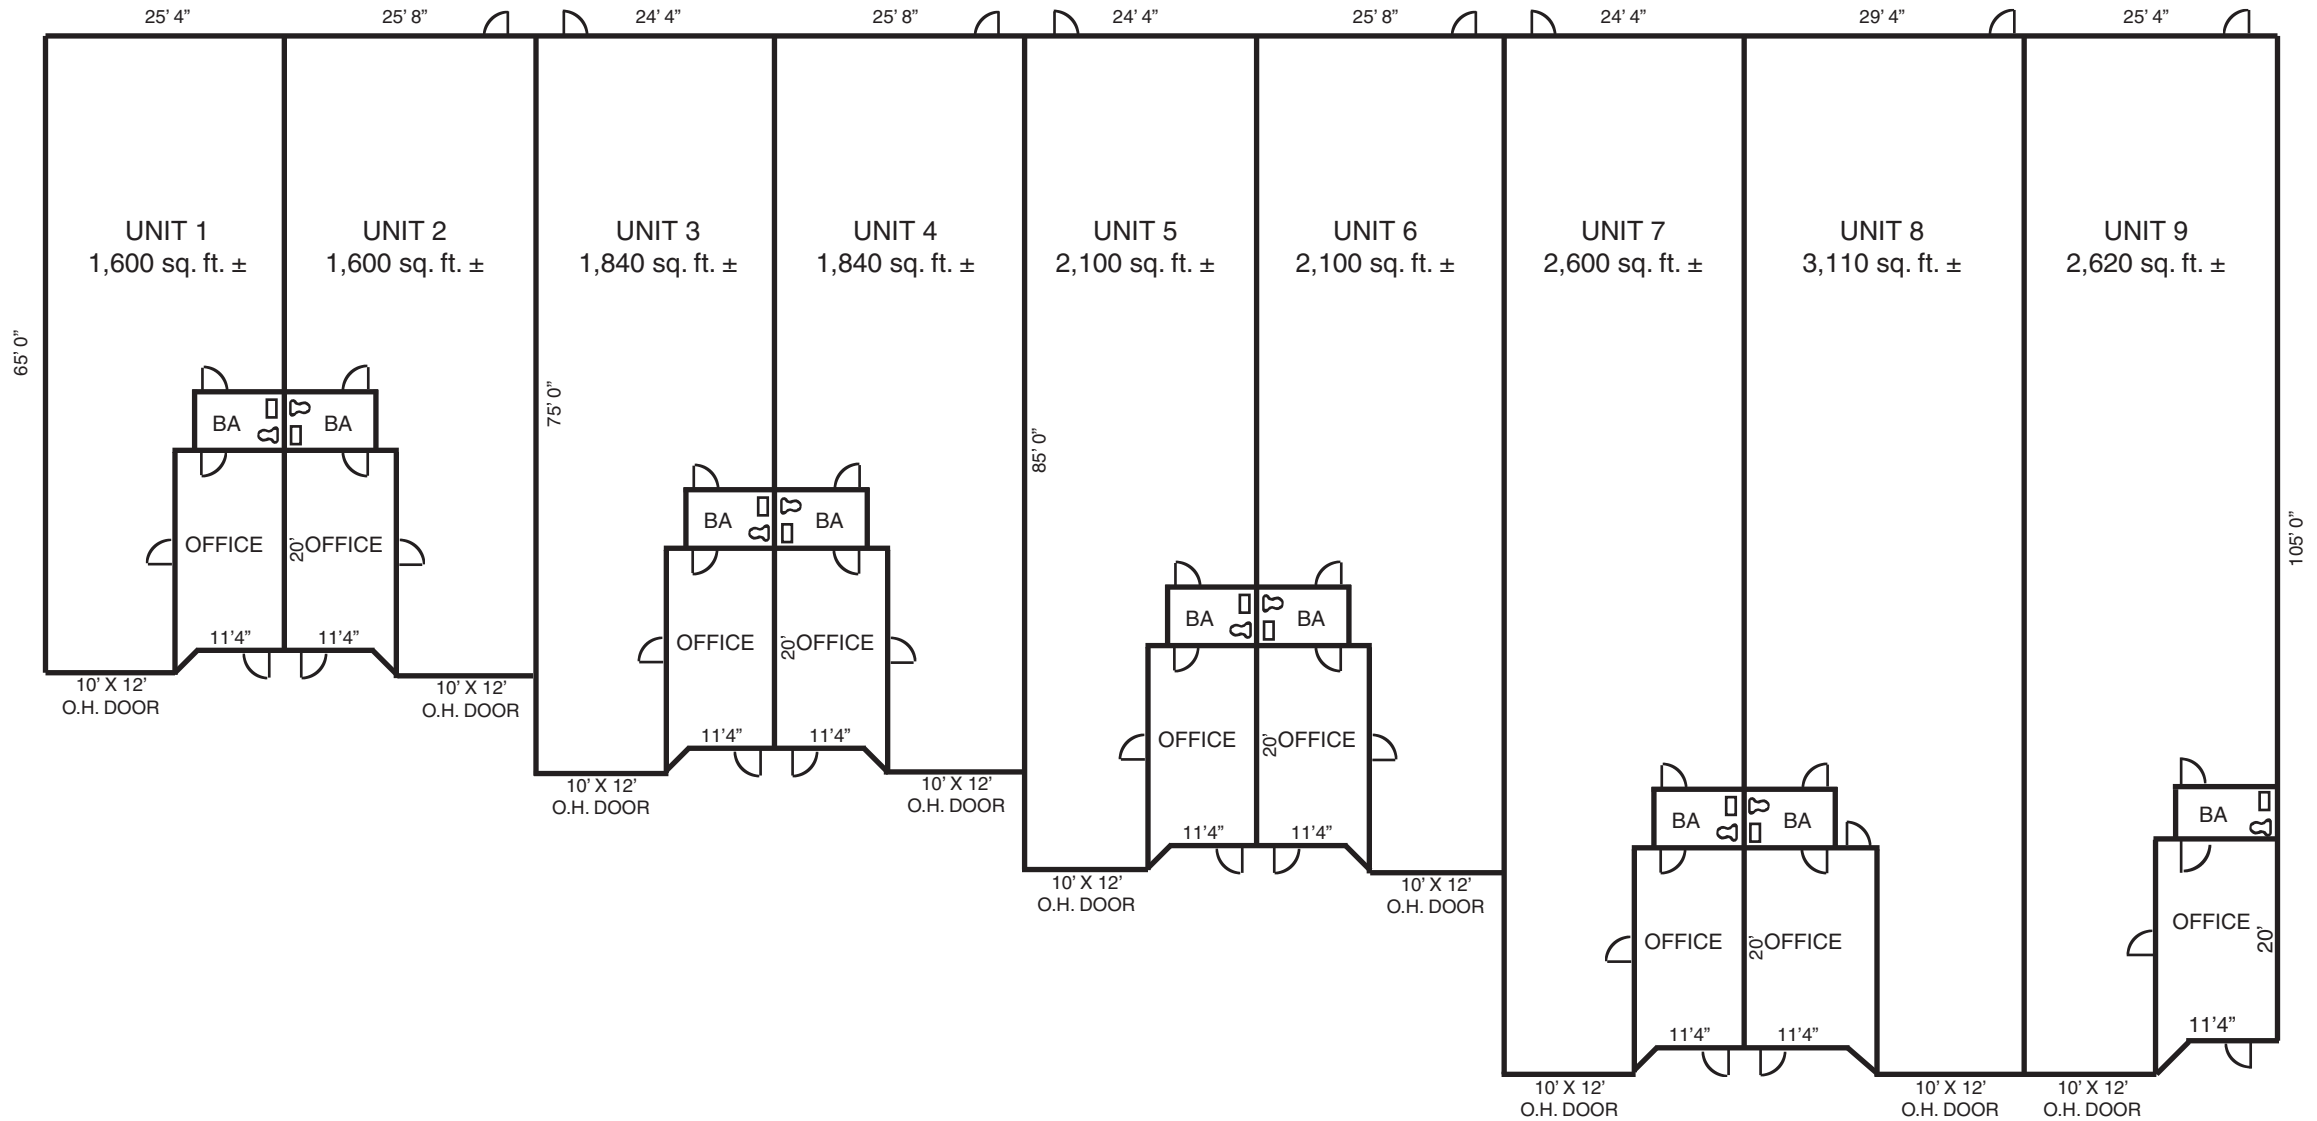 25’ 4”
25’ 8”
24’ 4”
25’ 8”
24’ 4”
25’ 8”
24’ 4”
29’ 4”
25’ 4”
UNIT 1
1,600 sq. ft. ±
UNIT 2
1,600 sq. ft. ±
UNIT 3
1,840 sq. ft. ±
UNIT 4
1,840 sq. ft. ±
UNIT 5
2,100 sq. ft. ±
UNIT 6
2,100 sq. ft. ±
UNIT 7
2,600 sq. ft. ±
UNIT 8
3,110 sq. ft. ±
UNIT 9
2,620 sq. ft. ±
65’ 0”
75’ 0”
85’ 0”
105’ 0”
BA
BA
OFFICE
20’
OFFICE
11’4”
11’4”
10’ X 12’
O.H. DOOR
10’ X 12’
O.H. DOOR
BA
BA
OFFICE
20’
OFFICE
11’4”
11’4”
10’ X 12’
O.H. DOOR
10’ X 12’
O.H. DOOR
BA
BA
OFFICE
20’
OFFICE
11’4”
11’4”
10’ X 12’
O.H. DOOR
10’ X 12’
O.H. DOOR
BA
BA
OFFICE
20’
OFFICE
11’4”
11’4”
10’ X 12’
O.H. DOOR
10’ X 12’
O.H. DOOR
BA
OFFICE
20’
11’4”
10’ X 12’
O.H. DOOR